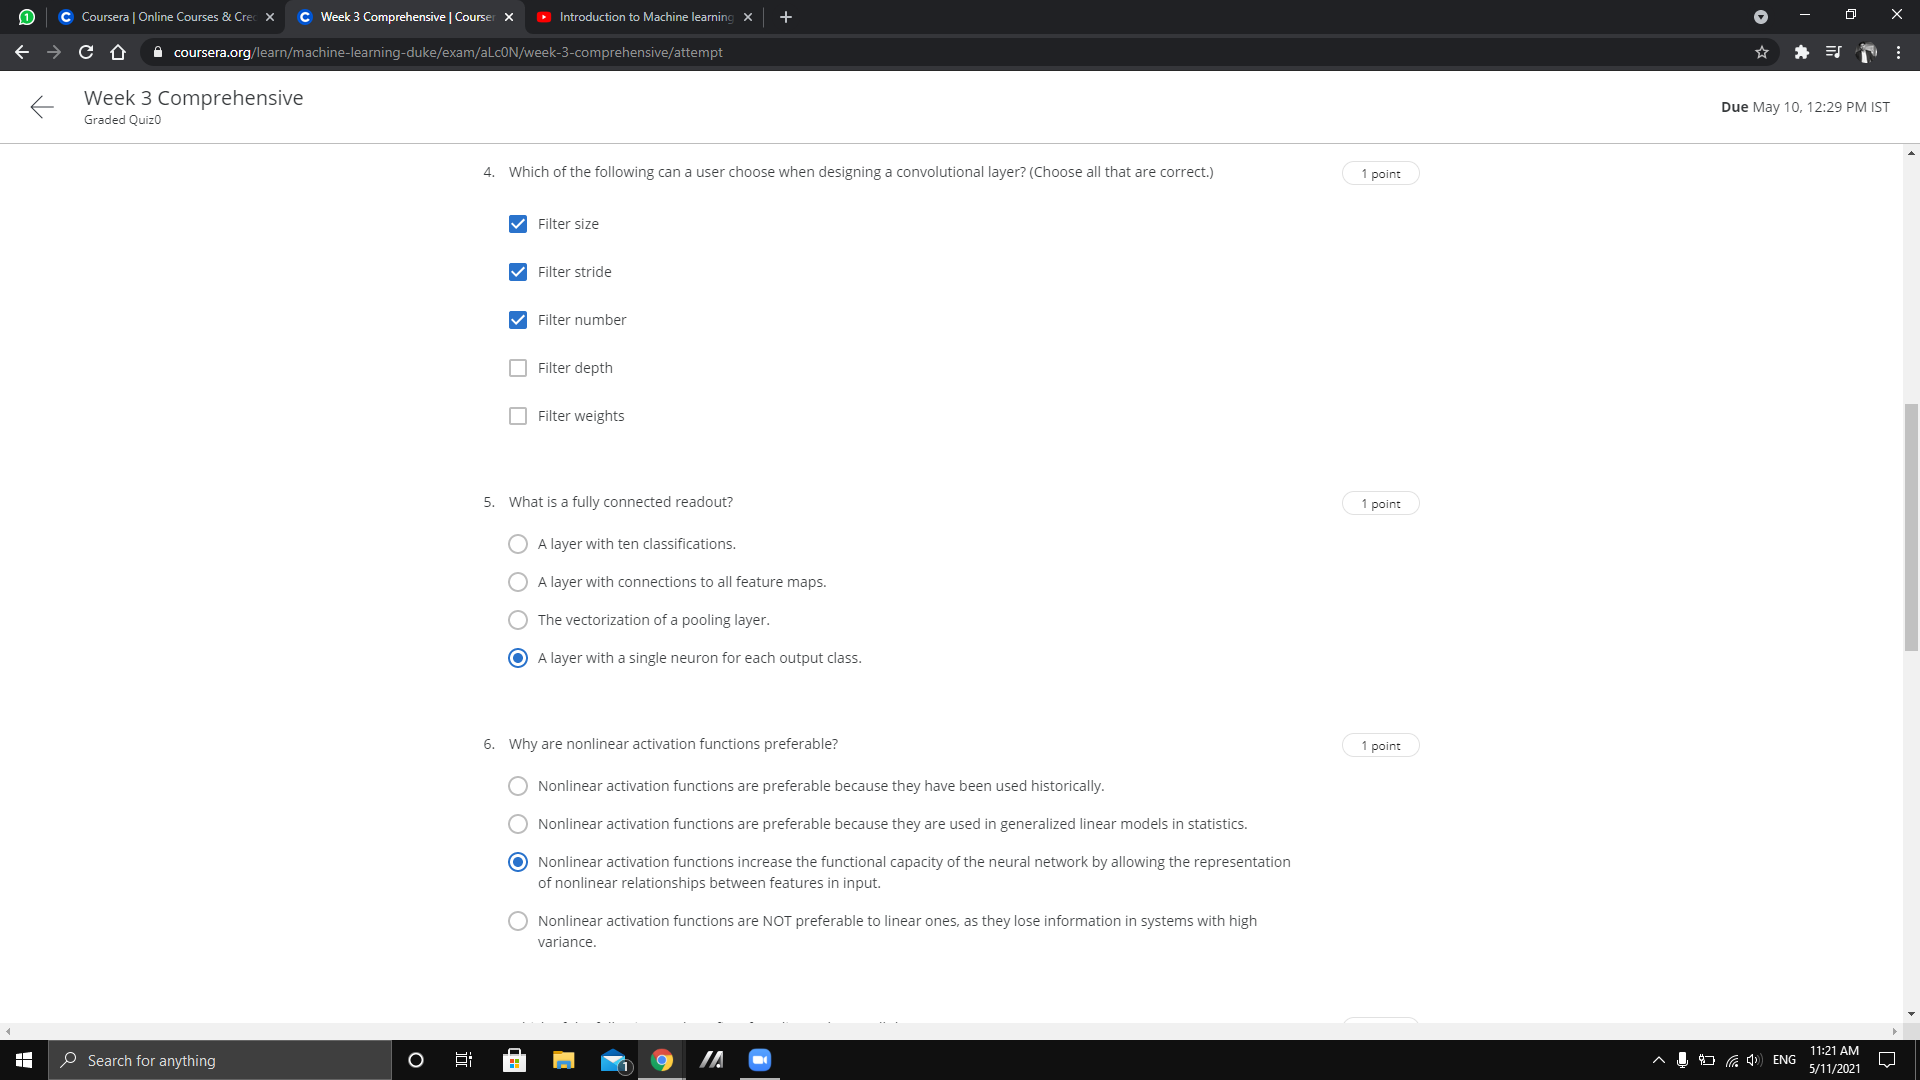 1
Coursera | Online Courses & Cre
Week 3 Comprehensive | Courser
Introduction to Machine learning
coursera.org/learn/machine-learning-duke/exam/aLc0N/week-3-comprehensive/attempt
Week 3 Comprehensive
Graded Quiz0
Due May 10, 12:29 PM IST
4. Which of the following can a user choose when designing a convolutional layer? (Choose all that are correct.)
1 point
Filter size
Filter stride
Filter number
Filter depth
Filter weights
5. What is a fully connected readout?
1 point
A layer with ten classifications.
A layer with connections to all feature maps.
The vectorization of a pooling layer.
A layer with a single neuron for each output class.
6. Why are nonlinear activation functions preferable?
1 point
Nonlinear activation functions are preferable because they have been used historically.
Nonlinear activation functions are preferable because they are used in generalized linear models in statistics.
Nonlinear activation functions increase the functional capacity of the neural network by allowing the representation
of nonlinear relationships between features in input.
Nonlinear activation functions are NOT preferable to linear ones, as they lose information in systems with high
variance.
Search for anything
1
ENG
11:21 AM
5/11/2021